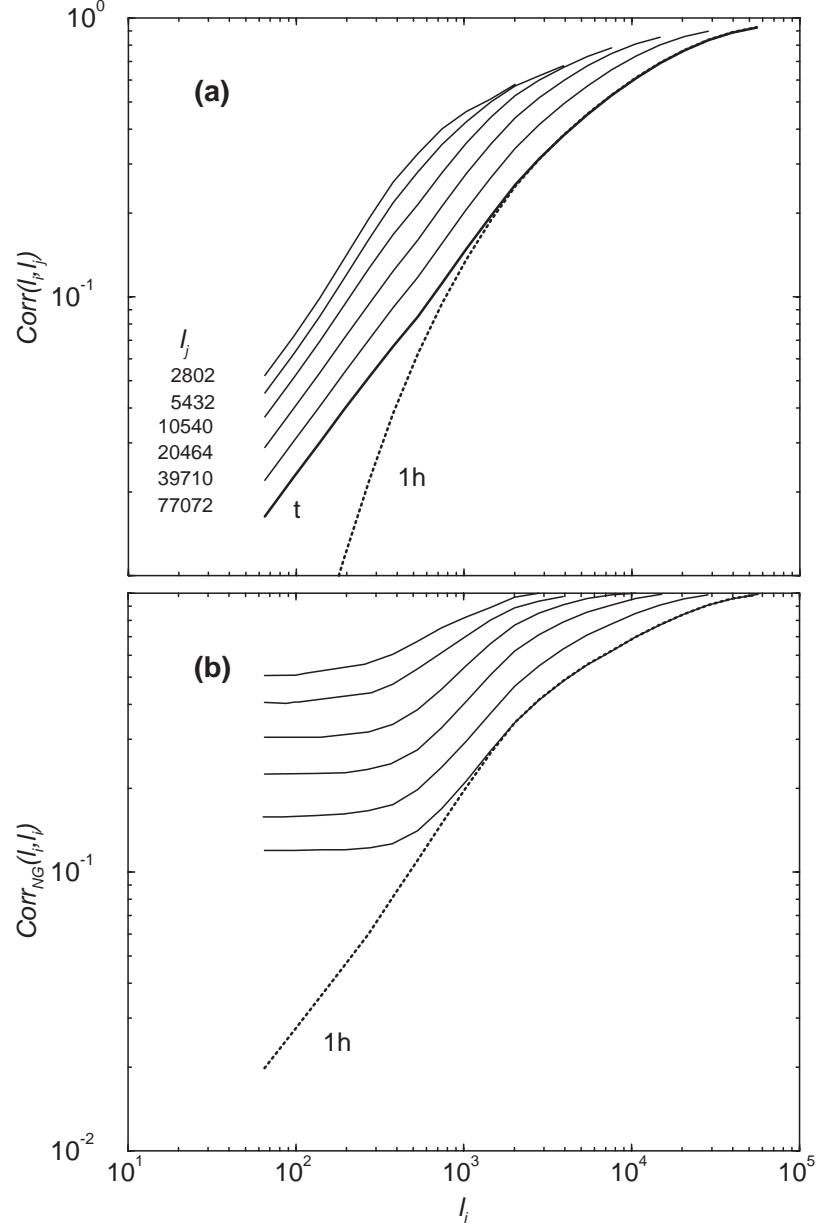 10^0
(a)
Corr(l_i,l_j)
10^-1
l_j
2802
5432
10540
20464
39710
77072
t
1h
(b)
Corr_NG(l_i,l_j)
10^-1
1h
10^-2
10^1 10^2 10^3 10^4 10^5
l_i